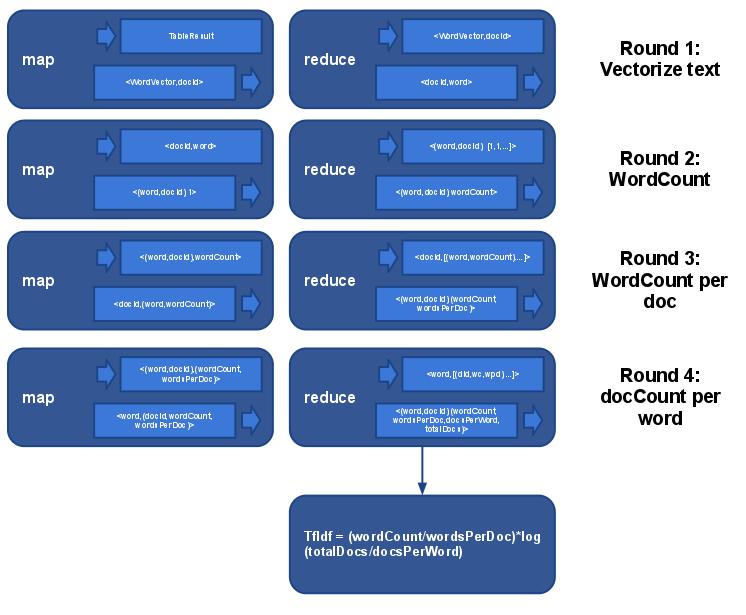 map
TableResult
<WordVector,docId>
reduce
<WordVector,docId>
<docId,word>
Round 1:
Vectorize text
map
<docId,word>
<(word,docId) 1>
reduce
<(word,docId) [1,1,...]>
<(word,docId) wordCount>
Round 2:
WordCount
map
<(word,docId),wordCount>
<docId,(word,wordCount)>
reduce
<docId,[(word,wordCount)...]>
<(word,docId) (wordCount,
wordsPerDoc)>
Round 3:
WordCount per
doc
map
<(word,docId),(wordCount,
wordsPerDoc)>
<word,(docId,wordCount,
wordsPerDoc)>
reduce
<word,[(did,wc,wpd)...]>
<(word,docId) (wordCount,
wordsPerDoc,docsPerWord,
totalDocs)>
Round 4:
docCount per
word
TfIdf = (wordCount/wordsPerDoc)*log
(totalDocs/docsPerWord)